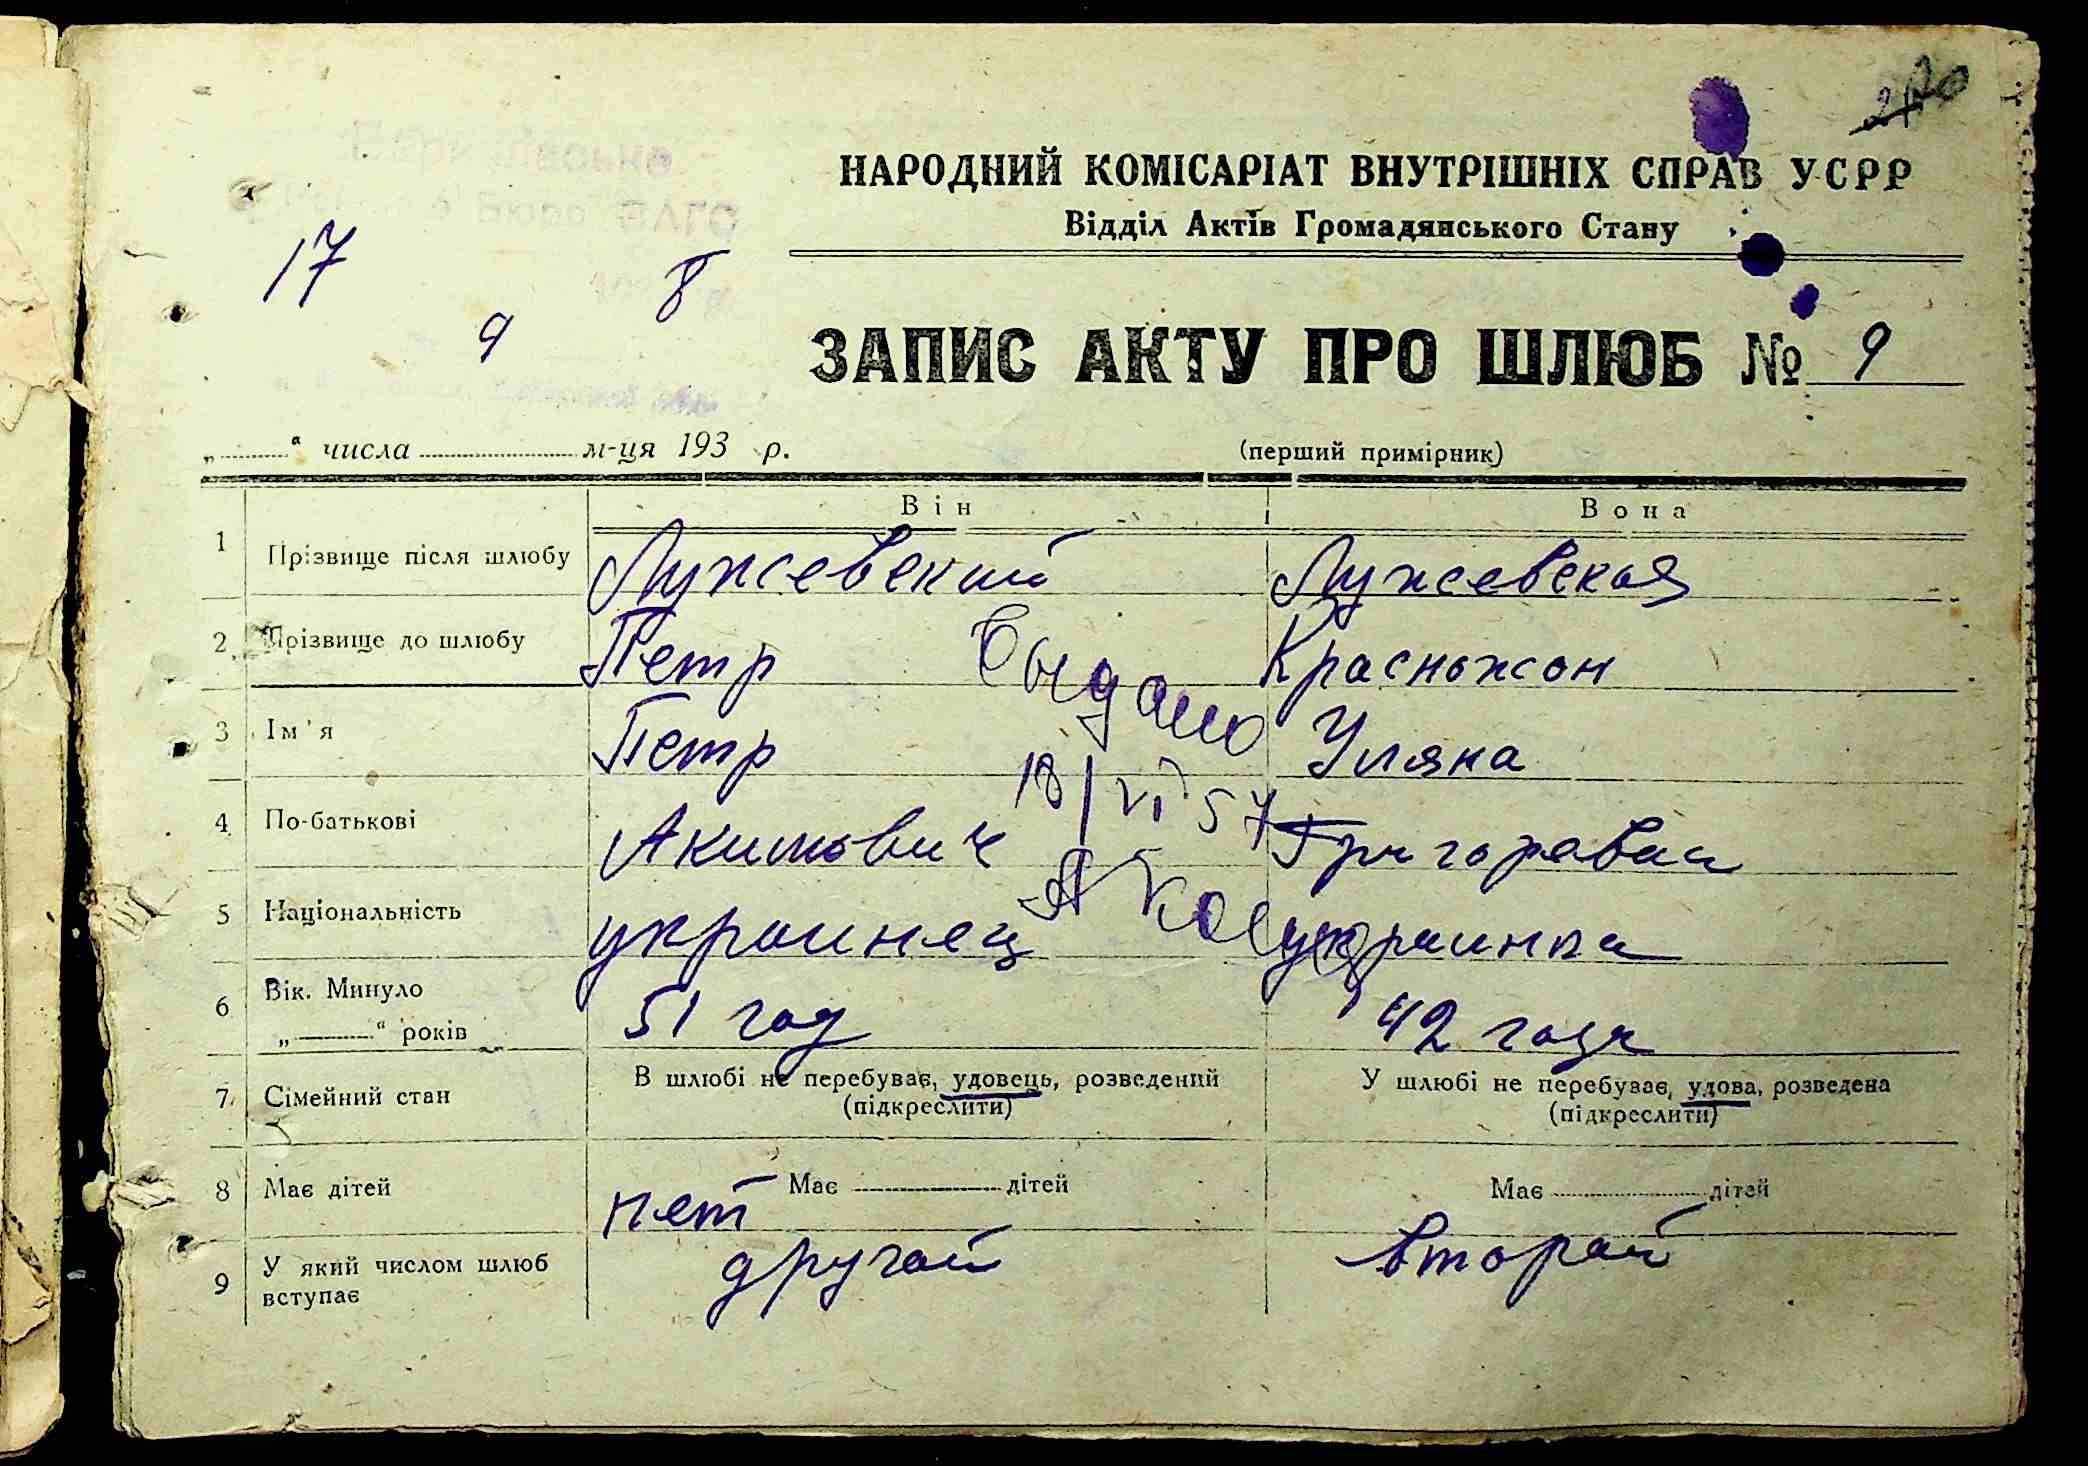 НАРОДНИЙ КОМІСАРІАТ ВНУТРІШНІХ СПРАВ УСРР
Відділ Актів Громадянського Стану
17 9 8
ЗАПИС АКТУ ПРО ШЛЮБ № 9
„ “ числа м-ця 193 р. (перший примірник)
Він Вона
1 Прізвище після шлюбу Лужевский Лужевская
2 Прізвище до шлюбу Петр Красножон
выдано
3 Ім'я Петр Уляна
18/VI 57
4 По-батькові Акимович Григоревна
5 Національність украинец украинка
6 Вік. Минуло „ “ років 51 год 42 года
7 Сімейний стан В шлюбі не перебуває, удовець, розведений У шлюбі не перебуває, удова, розведена
(підкреслити) (підкреслити)
8 Має дітей нет Має дітей Має дітей
9 У який числом шлюб вступає другой второй